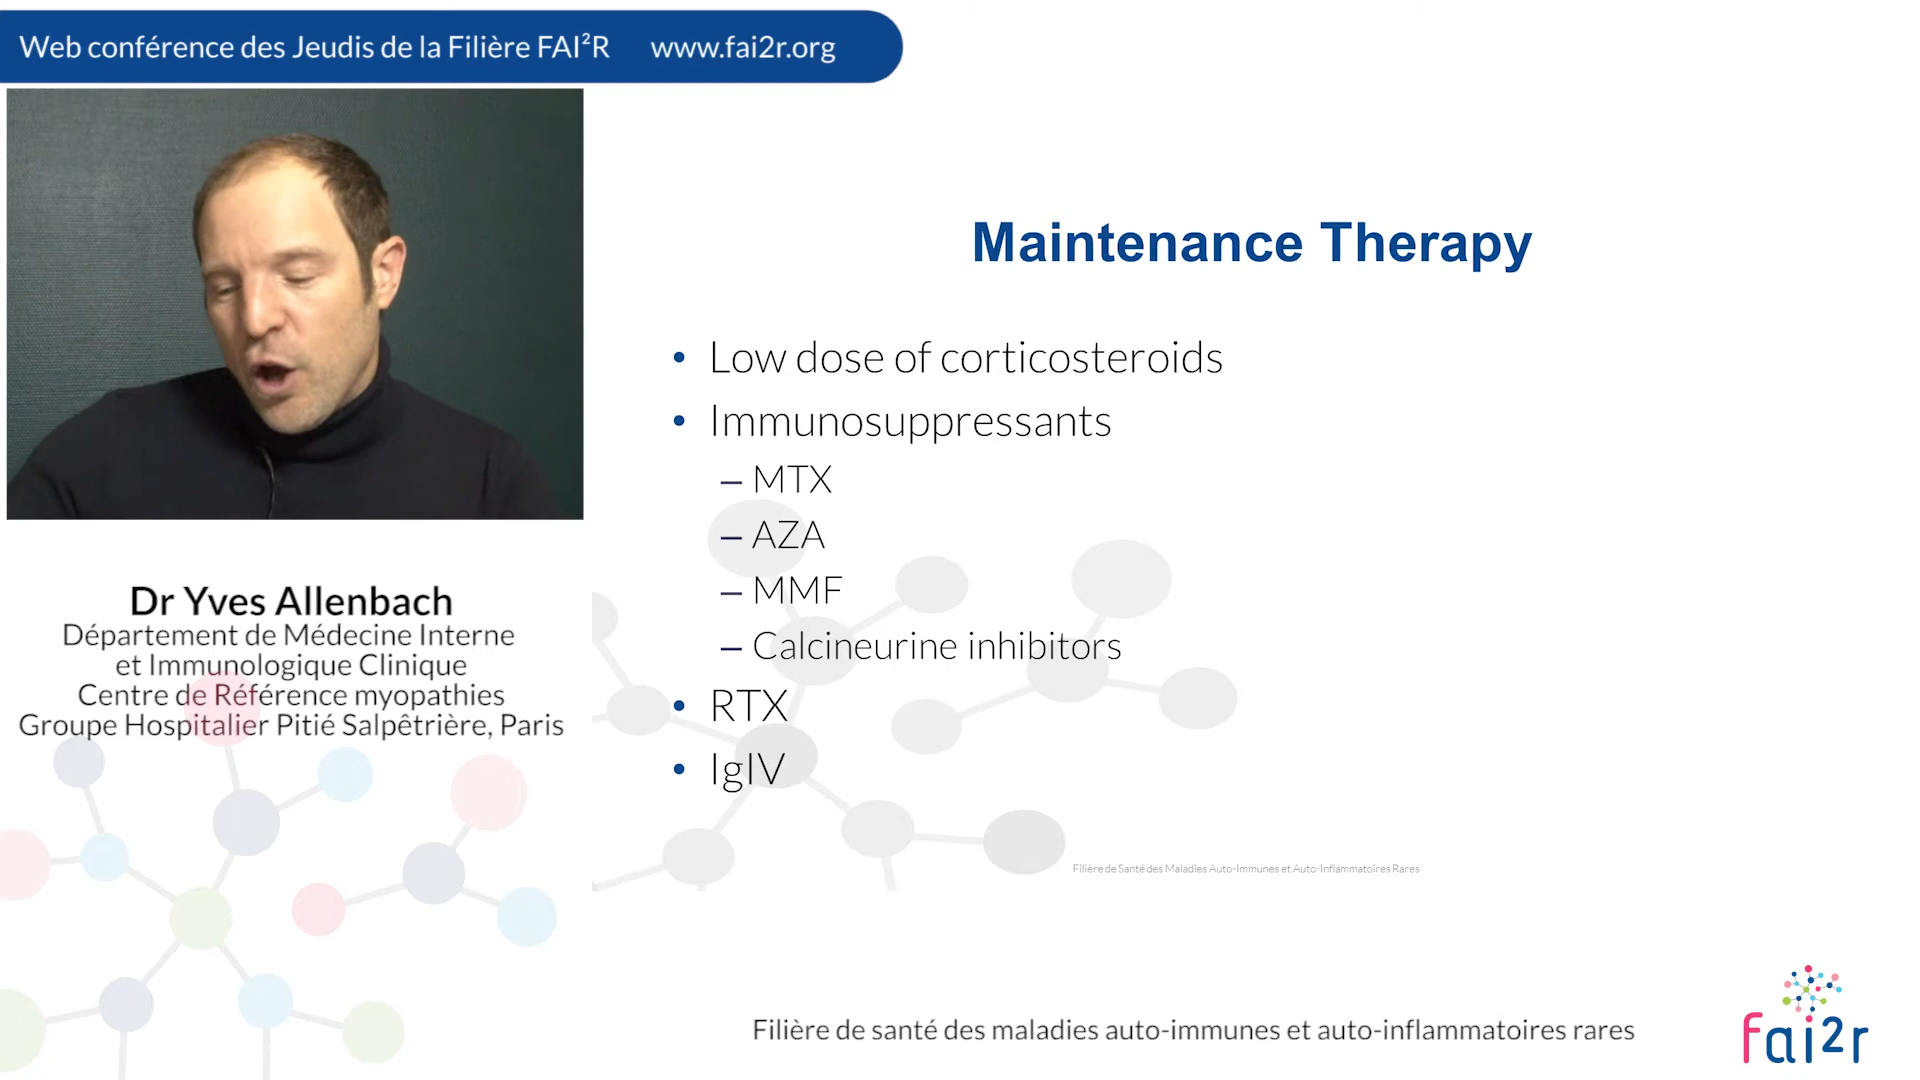 Web conférence des Jeudis de la Filière FAI²R www.fai2r.org
Maintenance Therapy
• Low dose of corticosteroids
• Immunosuppressants
– MTX
– AZA
– MMF
– Calcineurine inhibitors
• RTX
• IgIV
Filière de Santé des Maladies Auto-Immunes et Auto-Inflammatoires Rares
Dr Yves Allenbach
Département de Médecine Interne
et Immunologique Clinique
Centre de Référence myopathies
Groupe Hospitalier Pitié Salpêtrière, Paris
Filière de santé des maladies auto-immunes et auto-inflammatoires rares
fai2r